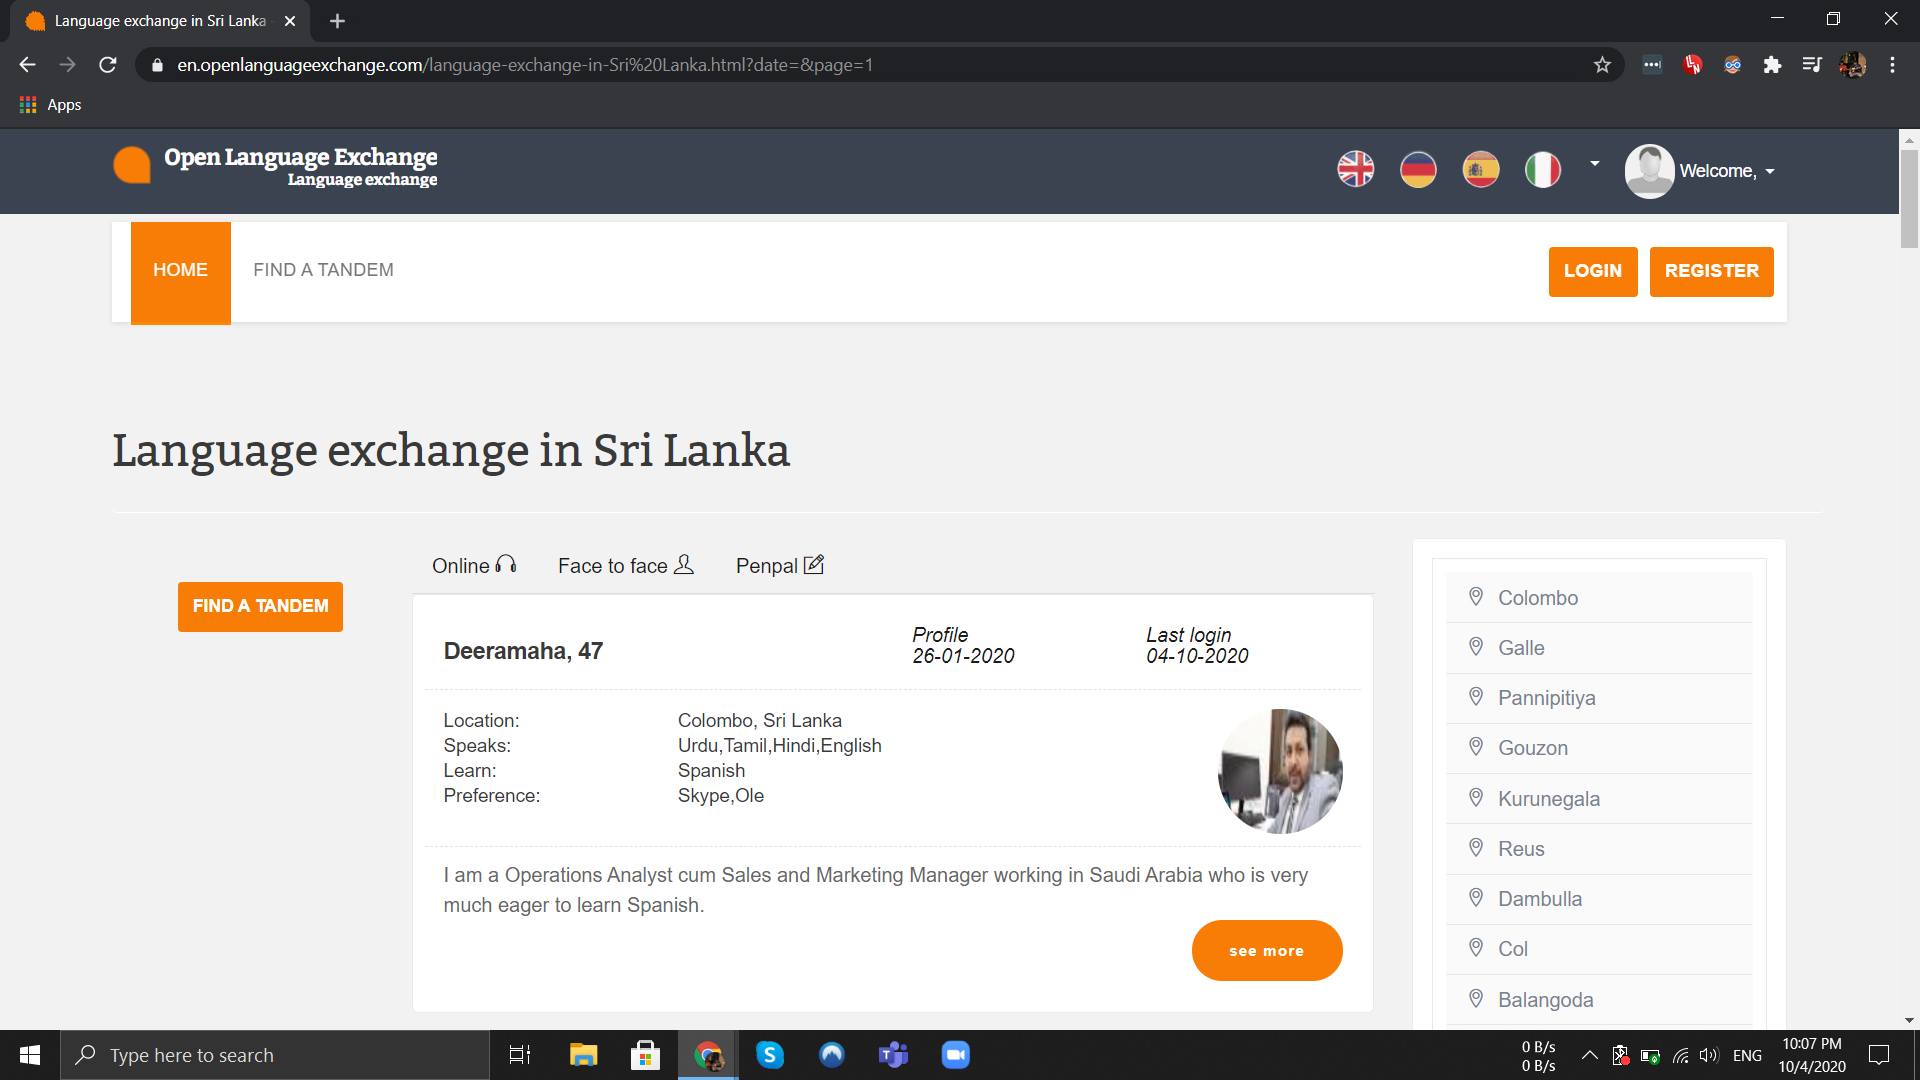 Language exchange in Sri Lanka
en.openlanguageexchange.com/language-exchange-in-Sri%20Lanka.html?date=&page=1
Apps
Open Language Exchange
Language exchange
Welcome,
HOME
FIND A TANDEM
LOGIN
REGISTER
Language exchange in Sri Lanka
Online
Face to face
Penpal
FIND A TANDEM
Deeramaha, 47
Profile
26-01-2020
Last login
04-10-2020
Location: Colombo, Sri Lanka
Speaks: Urdu,Tamil,Hindi,English
Learn: Spanish
Preference: Skype,Ole
I am a Operations Analyst cum Sales and Marketing Manager working in Saudi Arabia who is very
much eager to learn Spanish.
see more
Colombo
Galle
Pannipitiya
Gouzon
Kurunegala
Reus
Dambulla
Col
Balangoda
Type here to search
0 B/s
0 B/s
ENG
10:07 PM
10/4/2020